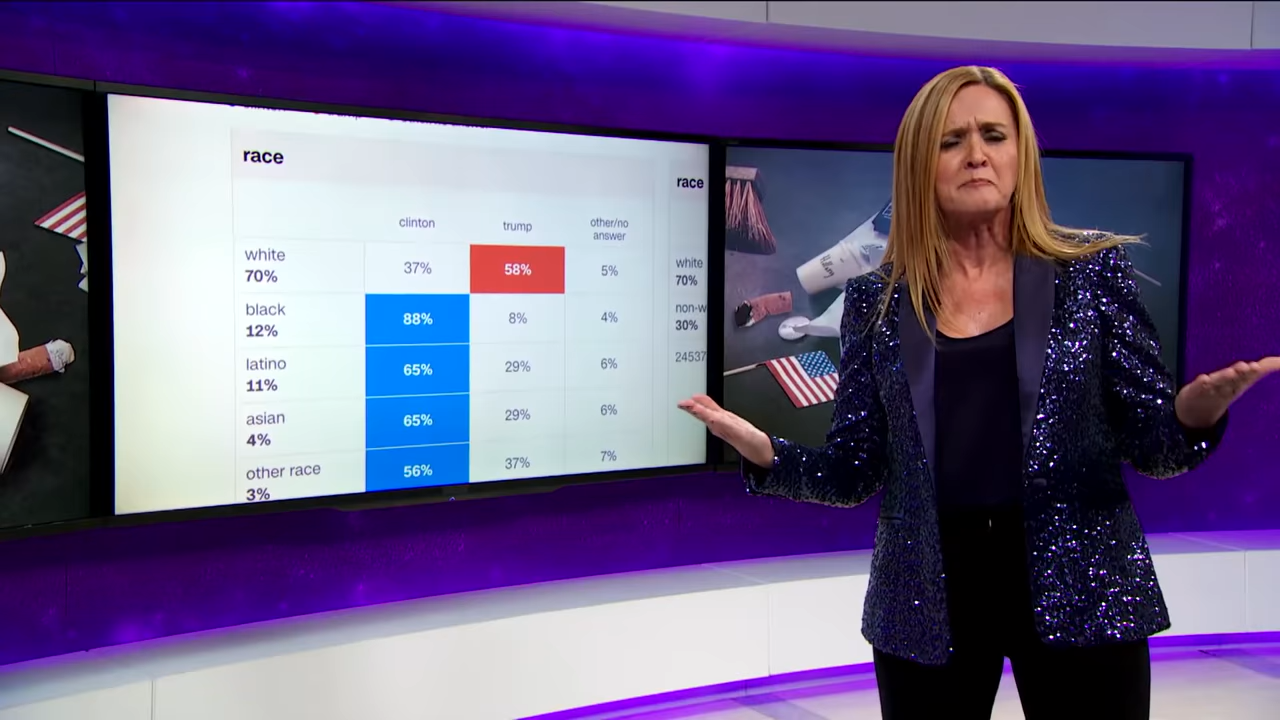 race
clinton trump other/no
answer
white
70% 37% 58% 5%
black
12% 88% 8% 4%
latino
11% 65% 29% 6%
asian
4% 65% 29% 6%
other race
3% 56% 37% 7%
race
white
70%
non-w
30%
24537
Hillary